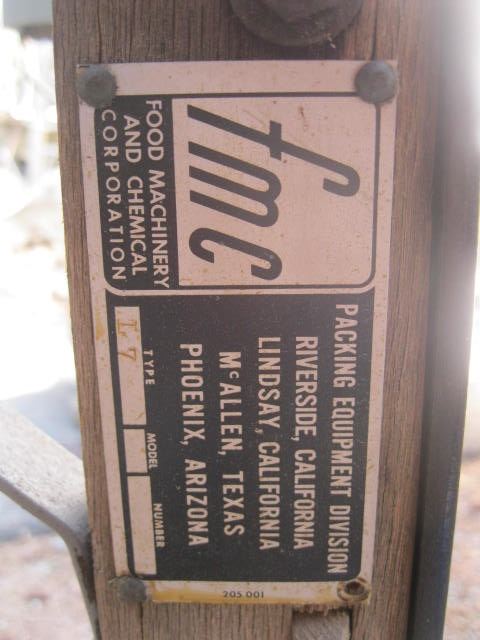 fmc
FOOD MACHINERY
AND CHEMICAL
CORPORATION
PACKING EQUIPMENT DIVISION
RIVERSIDE, CALIFORNIA
LINDSAY, CALIFORNIA
McALLEN, TEXAS
PHOENIX, ARIZONA
TYPE MODEL NUMBER
L7
205 001